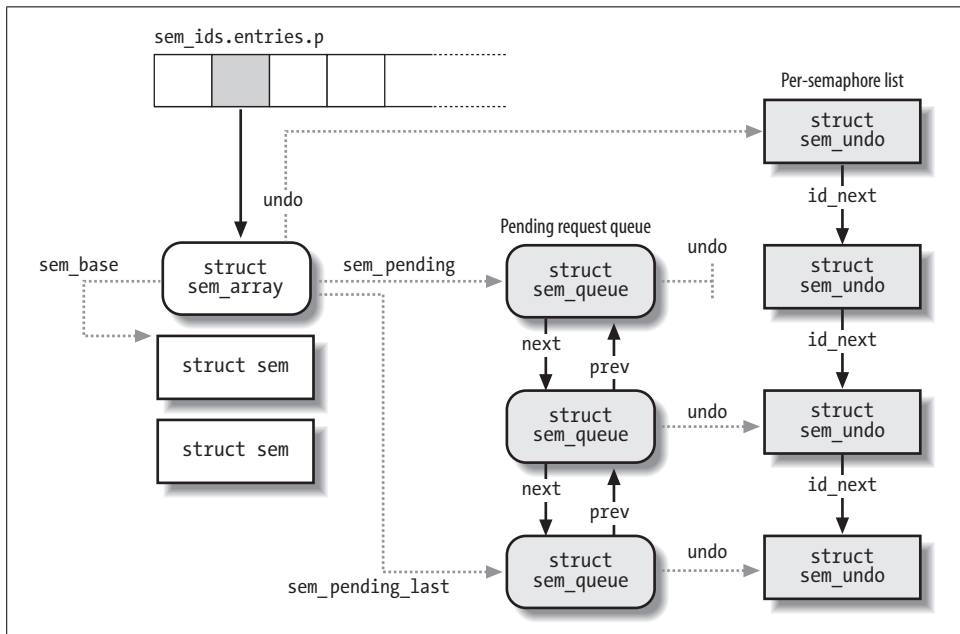 sem_ids.entries.p
Per-semaphore list
struct
sem_undo
undo
id_next
Pending request queue
sem_base
struct
sem_array
sem_pending
struct
sem_queue
undo
struct
sem_undo
next
prev
id_next
struct sem
struct
sem_queue
undo
struct
sem_undo
struct sem
next
prev
id_next
struct
sem_queue
undo
struct
sem_undo
sem_pending_last